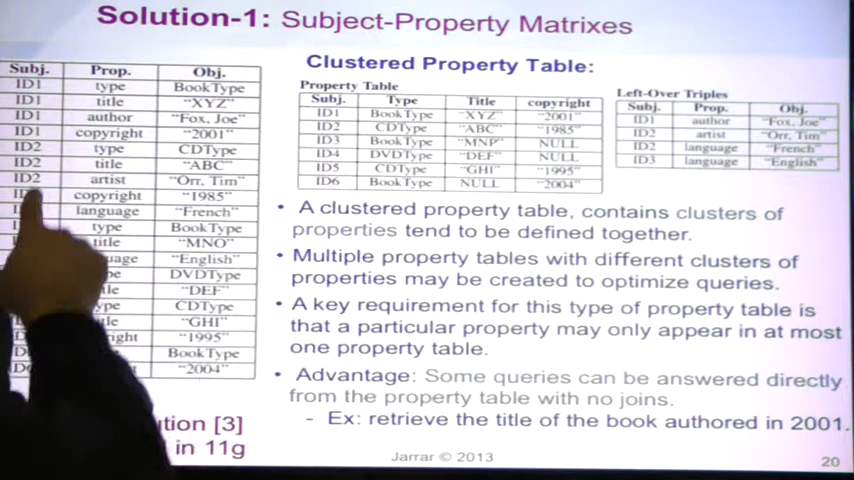 Solution-1: Subject-Property Matrixes
Subj. Prop. Obj.
ID1 type BookType
ID1 title "XYZ"
ID1 author "Fox, Joe"
ID1 copyright "2001"
ID2 type CDType
ID2 title "ABC"
ID2 artist "Orr, Tim"
copyright "1985"
language "French"
type BookType
title "MNO"
"English"
DVDType
"DEF"
CDType
"GHI"
"1995"
BookType
"2004"
tion [3]
in 11g
Clustered Property Table:
Property Table
Subj. Type Title copyright
ID1 BookType "XYZ" "2001"
ID2 CDType "ABC" "1985"
ID3 BookType "MNP" NULL
ID4 DVDType "DEF" NULL
ID5 CDType "GHI" "1995"
ID6 BookType NULL "2004"
Left-Over Triples
Subj. Prop. Obj.
ID1 author "Fox, Joe"
ID2 artist "Orr, Tim"
ID2 language "French"
ID3 language "English"
• A clustered property table, contains clusters of
properties tend to be defined together.
• Multiple property tables with different clusters of
properties may be created to optimize queries.
• A key requirement for this type of property table is
that a particular property may only appear in at most
one property table.
• Advantage: Some queries can be answered directly
from the property table with no joins.
- Ex: retrieve the title of the book authored in 2001.
Jarrar © 2013
20